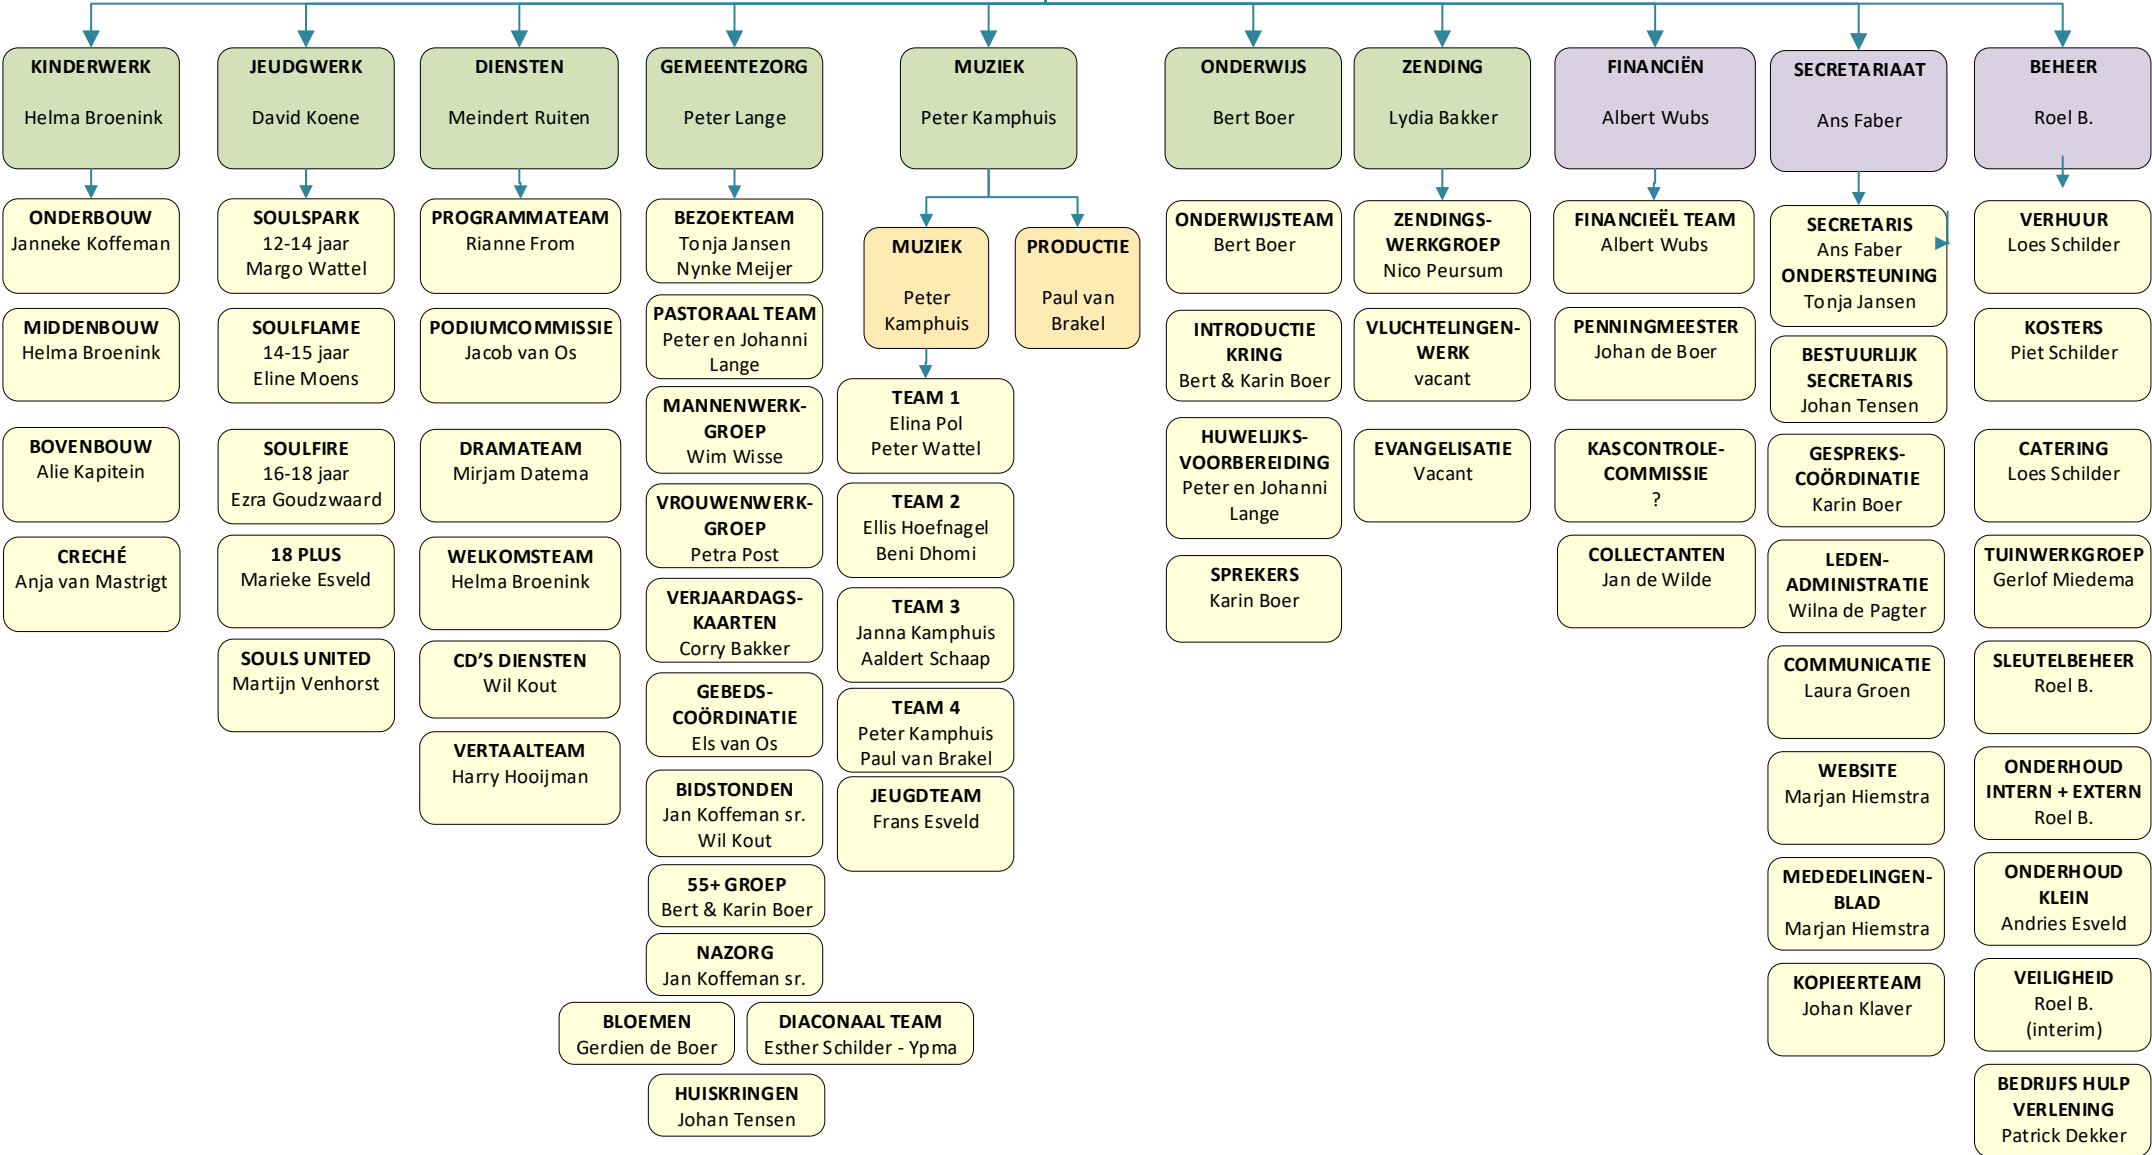 KINDERWERK
Helma Broenink
ONDERBOUW
Janneke Koffeman
MIDDENBOUW
Helma Broenink
BOVENBOUW
Alie Kapitein
CRECHÉ
Anja van Mastrigt
JEUDGWERK
David Koene
SOULSPARK
12-14 jaar
Margo Wattel
SOULFLAME
14-15 jaar
Eline Moens
SOULFIRE
16-18 jaar
Ezra Goudzwaard
18 PLUS
Marieke Esveld
SOULS UNITED
Martijn Venhorst
DIENSTEN
Meindert Ruiten
PROGRAMMATEAM
Rianne From
PODIUMCOMMISSIE
Jacob van Os
DRAMATEAM
Mirjam Datema
WELKOMSTEAM
Helma Broenink
CD’S DIENSTEN
Wil Kout
VERTAALTEAM
Harry Hooijman
GEMEENTEZORG
Peter Lange
BEZOEKTEAM
Tonja Jansen
Nynke Meijer
PASTORAAL TEAM
Peter en Johanni
Lange
MANNENWERK-
GROEP
Wim Wisse
VROUWENWERK-
GROEP
Petra Post
VERJAARDAGS-
KAARTEN
Corry Bakker
GEBEDS-
COÖRDINATIE
Els van Os
BIDSTONDEN
Jan Koffeman sr.
Wil Kout
55+ GROEP
Bert & Karin Boer
NAZORG
Jan Koffeman sr.
BLOEMEN
Gerdien de Boer
DIACONAAL TEAM
Esther Schilder - Ypma
HUISKRINGEN
Johan Tensen
MUZIEK
Peter Kamphuis
MUZIEK
Peter
Kamphuis
PRODUCTIE
Paul van
Brakel
TEAM 1
Elina Pol
Peter Wattel
TEAM 2
Ellis Hoefnagel
Beni Dhomi
TEAM 3
Janna Kamphuis
Aaldert Schaap
TEAM 4
Peter Kamphuis
Paul van Brakel
JEUGDTEAM
Frans Esveld
ONDERWIJS
Bert Boer
ONDERWIJSTEAM
Bert Boer
INTRODUCTIE
KRING
Bert & Karin Boer
HUWELIJKS-
VOORBEREIDING
Peter en Johanni
Lange
SPREKERS
Karin Boer
ZENDING
Lydia Bakker
ZENDINGS-
WERKGROEP
Nico Peursum
VLUCHTELINGEN-
WERK
vacant
EVANGELISATIE
Vacant
FINANCIËN
Albert Wubs
FINANCIEËL TEAM
Albert Wubs
PENNINGMEESTER
Johan de Boer
KASCONTROLE-
COMMISSIE
?
COLLECTANTEN
Jan de Wilde
SECRETARIAAT
Ans Faber
SECRETARIS
Ans Faber
ONDERSTEUNING
Tonja Jansen
BESTUURLIJK
SECRETARIS
Johan Tensen
GESPREKS-
COÖRDINATIE
Karin Boer
LEDEN-
ADMINISTRATIE
Wilna de Pagter
COMMUNICATIE
Laura Groen
WEBSITE
Marjan Hiemstra
MEDEDELINGEN-
BLAD
Marjan Hiemstra
KOPIEERTEAM
Johan Klaver
BEHEER
Roel B.
VERHUUR
Loes Schilder
KOSTERS
Piet Schilder
CATERING
Loes Schilder
TUINWERKGROEP
Gerlof Miedema
SLEUTELBEHEER
Roel B.
ONDERHOUD
INTERN + EXTERN
Roel B.
ONDERHOUD
KLEIN
Andries Esveld
VEILIGHEID
Roel B.
(interim)
BEDRIJFS HULP
VERLENING
Patrick Dekker